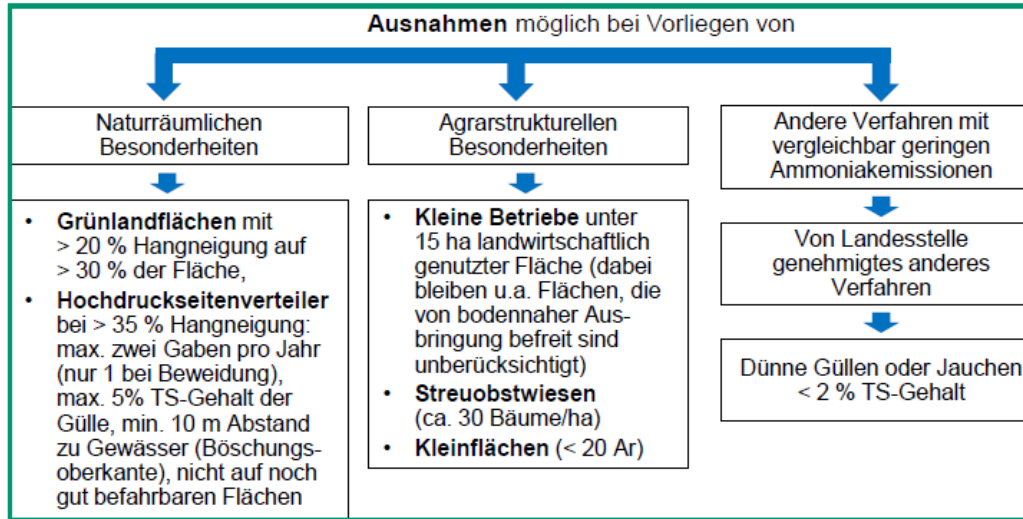 Ausnahmen möglich bei Vorliegen von
Naturräumlichen
Besonderheiten
• Grünlandflächen mit
> 20 % Hangneigung auf
> 30 % der Fläche,
• Hochdruckseitenverteiler
bei > 35 % Hangneigung:
max. zwei Gaben pro Jahr
(nur 1 bei Beweidung),
max. 5% TS-Gehalt der
Gülle, min. 10 m Abstand
zu Gewässer (Böschungs-
oberkante), nicht auf noch
gut befahrbaren Flächen
Agrarstrukturellen
Besonderheiten
• Kleine Betriebe unter
15 ha landwirtschaftlich
genutzter Fläche (dabei
bleiben u.a. Flächen, die
von bodennaher Aus-
bringung befreit sind
unberücksichtigt)
• Streuobstwiesen
(ca. 30 Bäume/ha)
• Kleinflächen (< 20 Ar)
Andere Verfahren mit
vergleichbar geringen
Ammoniakemissionen
Von Landesstelle
genehmigtes anderes
Verfahren
Dünne Güllen oder Jauchen
< 2 % TS-Gehalt